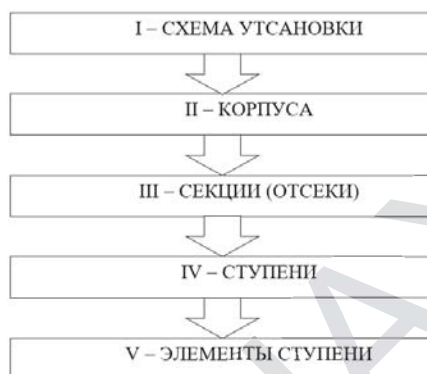 I – СХЕМА УТСАНОВКИ
II – КОРПУСА
III – СЕКЦИИ (ОТСЕКИ)
IV – СТУПЕНИ
V – ЭЛЕМЕНТЫ СТУПЕНИ